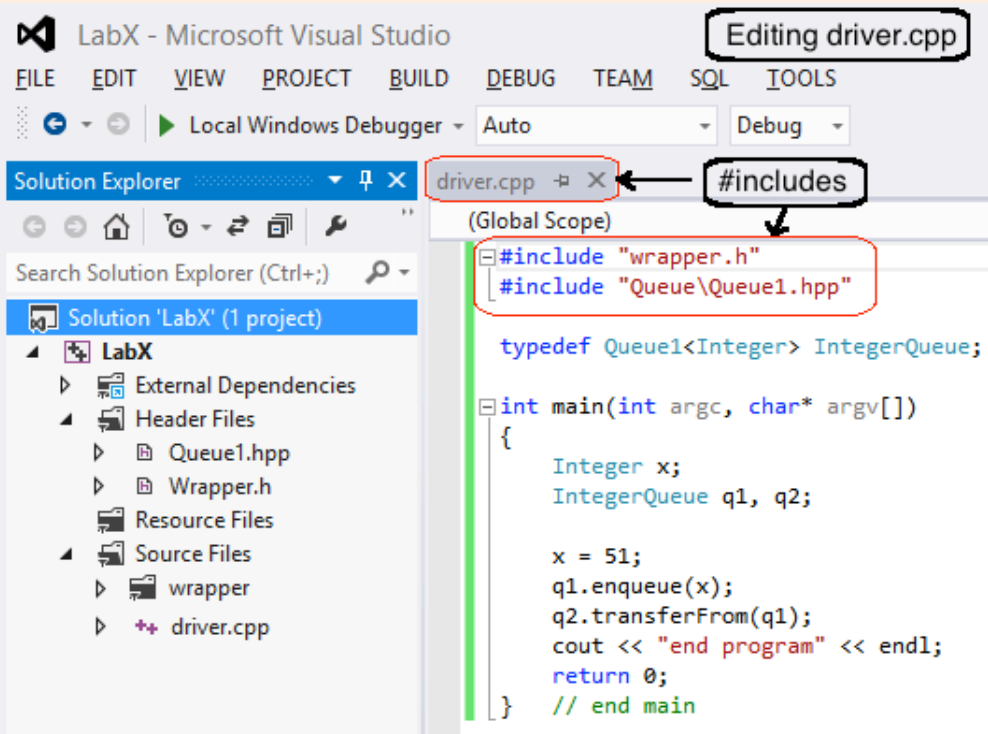 LabX - Microsoft Visual Studio
Editing driver.cpp
FILE EDIT VIEW PROJECT BUILD DEBUG TEAM SQL TOOLS
Local Windows Debugger Auto Debug
Solution Explorer
driver.cpp
#includes
(Global Scope)
Search Solution Explorer (Ctrl+;)
Solution 'LabX' (1 project)
LabX
External Dependencies
Header Files
Queue1.hpp
Wrapper.h
Resource Files
Source Files
wrapper
driver.cpp
#include "wrapper.h"
#include "Queue\Queue1.hpp"
typedef Queue1<Integer> IntegerQueue;
int main(int argc, char* argv[])
{
Integer x;
IntegerQueue q1, q2;
x = 51;
q1.enqueue(x);
q2.transferFrom(q1);
cout << "end program" << endl;
return 0;
} // end main